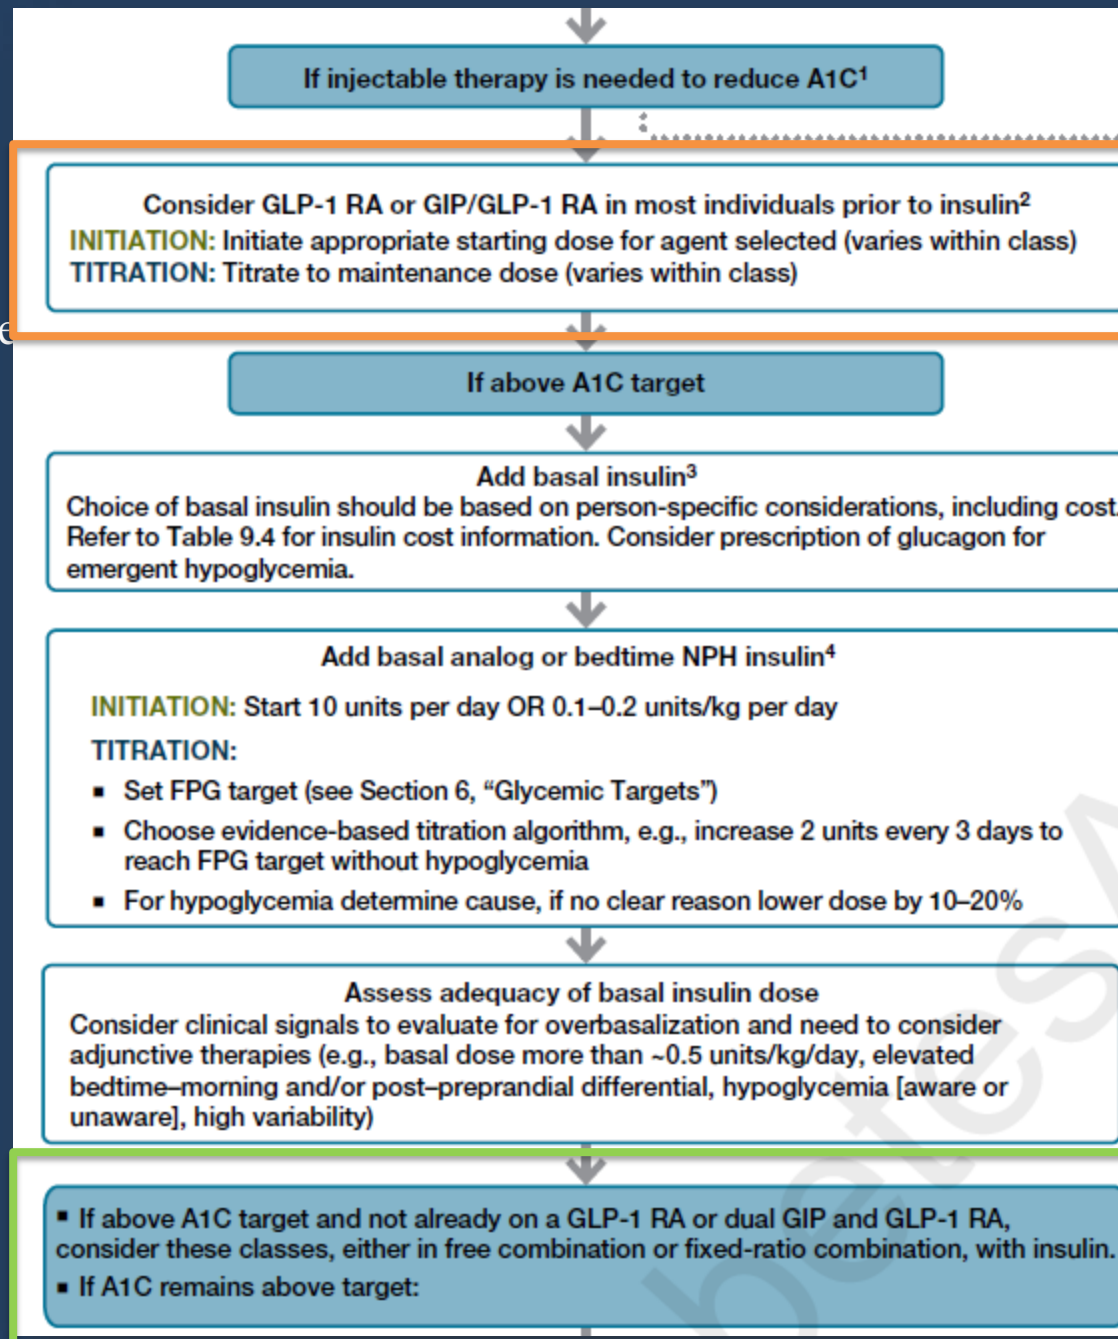 If injectable therapy is needed to reduce A1C¹
Consider GLP-1 RA or GIP/GLP-1 RA in most individuals prior to insulin²
INITIATION: Initiate appropriate starting dose for agent selected (varies within class)
TITRATION: Titrate to maintenance dose (varies within class)
e
If above A1C target
Add basal insulin³
Choice of basal insulin should be based on person-specific considerations, including cost.
Refer to Table 9.4 for insulin cost information. Consider prescription of glucagon for
emergent hypoglycemia.
Add basal analog or bedtime NPH insulin⁴
INITIATION: Start 10 units per day OR 0.1–0.2 units/kg per day
TITRATION:
▪ Set FPG target (see Section 6, “Glycemic Targets”)
▪ Choose evidence-based titration algorithm, e.g., increase 2 units every 3 days to
reach FPG target without hypoglycemia
▪ For hypoglycemia determine cause, if no clear reason lower dose by 10–20%
Assess adequacy of basal insulin dose
Consider clinical signals to evaluate for overbasalization and need to consider
adjunctive therapies (e.g., basal dose more than ~0.5 units/kg/day, elevated
bedtime–morning and/or post–preprandial differential, hypoglycemia [aware or
unaware], high variability)
▪ If above A1C target and not already on a GLP-1 RA or dual GIP and GLP-1 RA,
consider these classes, either in free combination or fixed-ratio combination, with insulin.
▪ If A1C remains above target: